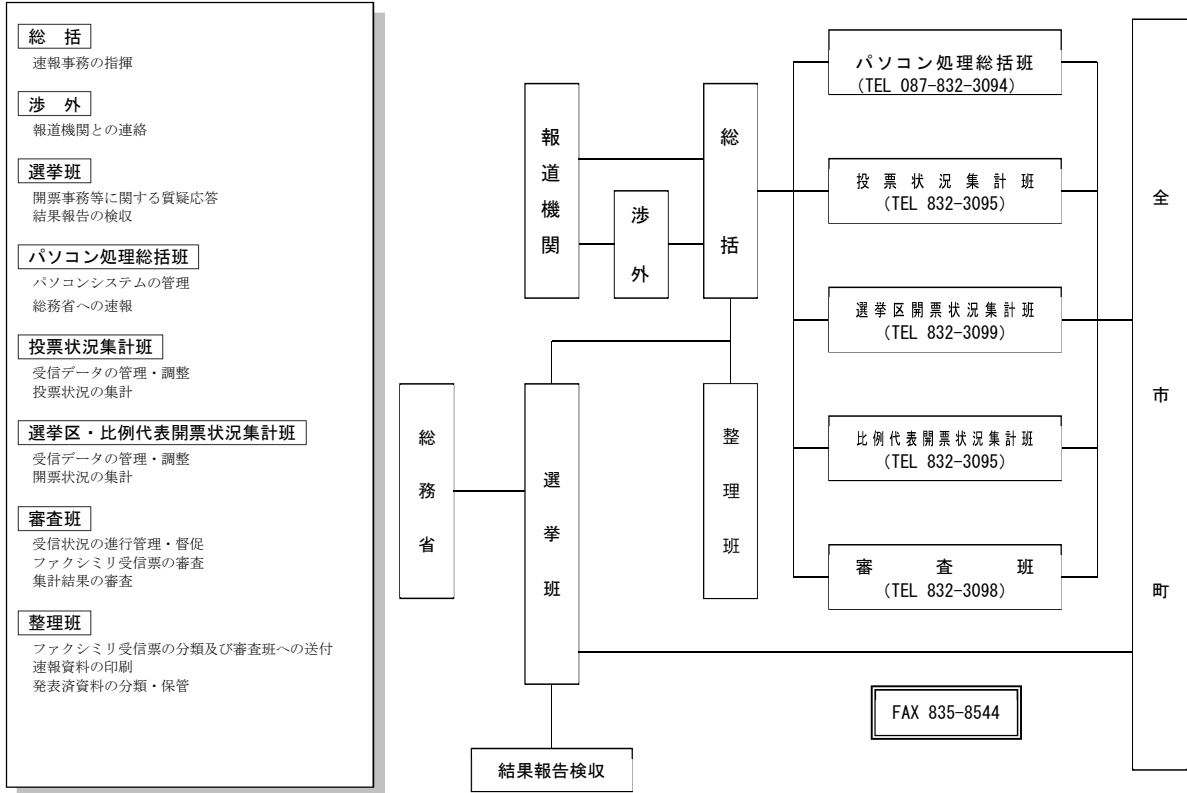 総括
速報事務の指揮
渉外
報道機関との連絡
選挙班
開票事務等に関する質疑応答
結果報告の検収
パソコン処理総括班
パソコンシステムの管理
総務省への速報
投票状況集計班
受信データの管理・調整
投票状況の集計
選挙区・比例代表開票状況集計班
受信データの管理・調整
開票状況の集計
審査班
受信状況の進行管理・督促
ファクシミリ受信票の審査
集計結果の審査
整理班
ファクシミリ受信票の分類及び審査班への送付
速報資料の印刷
発表済資料の分類・保管
報道機関
渉外
総括
総務省
選挙班
整理班
結果報告検収
パソコン処理総括班
(TEL 087-832-3094)
投票状況集計班
(TEL 832-3095)
選挙区開票状況集計班
(TEL 832-3099)
比例代表開票状況集計班
(TEL 832-3095)
審査班
(TEL 832-3098)
FAX 835-8544
全市町